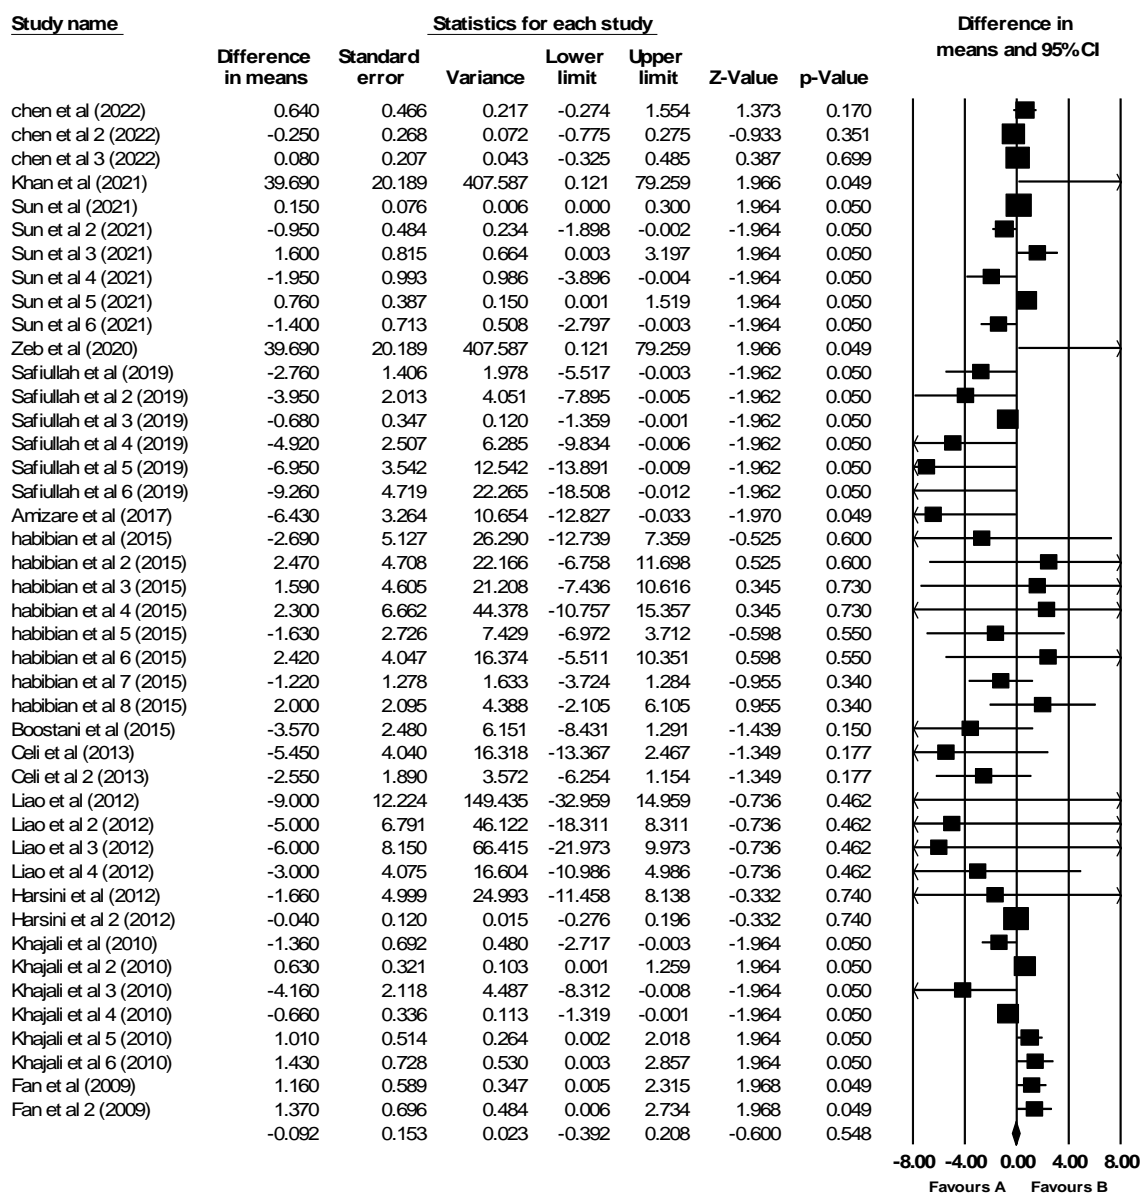 Study name Statistics for each study Difference in
means and 95% CI
Difference Standard Lower Upper
in means error Variance limit limit Z-Value p-Value
chen et al (2022) 0.640 0.466 0.217 -0.274 1.554 1.373 0.170
chen et al 2 (2022) -0.250 0.268 0.072 -0.775 0.275 -0.933 0.351
chen et al 3 (2022) 0.080 0.207 0.043 -0.325 0.485 0.387 0.699
Khan et al (2021) 39.690 20.189 407.587 0.121 79.259 1.966 0.049
Sun et al (2021) 0.150 0.076 0.006 0.000 0.300 1.964 0.050
Sun et al 2 (2021) -0.950 0.484 0.234 -1.898 -0.002 -1.964 0.050
Sun et al 3 (2021) 1.600 0.815 0.664 0.003 3.197 1.964 0.050
Sun et al 4 (2021) -1.950 0.993 0.986 -3.896 -0.004 -1.964 0.050
Sun et al 5 (2021) 0.760 0.387 0.150 0.001 1.519 1.964 0.050
Sun et al 6 (2021) -1.400 0.713 0.508 -2.797 -0.003 -1.964 0.050
Zeb et al (2020) 39.690 20.189 407.587 0.121 79.259 1.966 0.049
Safiullah et al (2019) -2.760 1.406 1.978 -5.517 -0.003 -1.962 0.050
Safiullah et al 2 (2019) -3.950 2.013 4.051 -7.895 -0.005 -1.962 0.050
Safiullah et al 3 (2019) -0.680 0.347 0.120 -1.359 -0.001 -1.962 0.050
Safiullah et al 4 (2019) -4.920 2.507 6.285 -9.834 -0.006 -1.962 0.050
Safiullah et al 5 (2019) -6.950 3.542 12.542 -13.891 -0.009 -1.962 0.050
Safiullah et al 6 (2019) -9.260 4.719 22.265 -18.508 -0.012 -1.962 0.050
Amizare et al (2017) -6.430 3.264 10.654 -12.827 -0.033 -1.970 0.049
habibian et al (2015) -2.690 5.127 26.290 -12.739 7.359 -0.525 0.600
habibian et al 2 (2015) 2.470 4.708 22.166 -6.758 11.698 0.525 0.600
habibian et al 3 (2015) 1.590 4.605 21.208 -7.436 10.616 0.345 0.730
habibian et al 4 (2015) 2.300 6.662 44.378 -10.757 15.357 0.345 0.730
habibian et al 5 (2015) -1.630 2.726 7.429 -6.972 3.712 -0.598 0.550
habibian et al 6 (2015) 2.420 4.047 16.374 -5.511 10.351 0.598 0.550
habibian et al 7 (2015) -1.220 1.278 1.633 -3.724 1.284 -0.955 0.340
habibian et al 8 (2015) 2.000 2.095 4.388 -2.105 6.105 0.955 0.340
Boostani et al (2015) -3.570 2.480 6.151 -8.431 1.291 -1.439 0.150
Celi et al (2013) -5.450 4.040 16.318 -13.367 2.467 -1.349 0.177
Celi et al 2 (2013) -2.550 1.890 3.572 -6.254 1.154 -1.349 0.177
Liao et al (2012) -9.000 12.224 149.435 -32.959 14.959 -0.736 0.462
Liao et al 2 (2012) -5.000 6.791 46.122 -18.311 8.311 -0.736 0.462
Liao et al 3 (2012) -6.000 8.150 66.415 -21.973 9.973 -0.736 0.462
Liao et al 4 (2012) -3.000 4.075 16.604 -10.986 4.986 -0.736 0.462
Harsini et al (2012) -1.660 4.999 24.993 -11.458 8.138 -0.332 0.740
Harsini et al 2 (2012) -0.040 0.120 0.015 -0.276 0.196 -0.332 0.740
Khajali et al (2010) -1.360 0.692 0.480 -2.717 -0.003 -1.964 0.050
Khajali et al 2 (2010) 0.630 0.321 0.103 0.001 1.259 1.964 0.050
Khajali et al 3 (2010) -4.160 2.118 4.487 -8.312 -0.008 -1.964 0.050
Khajali et al 4 (2010) -0.660 0.336 0.113 -1.319 -0.001 -1.964 0.050
Khajali et al 5 (2010) 1.010 0.514 0.264 0.002 2.018 1.964 0.050
Khajali et al 6 (2010) 1.430 0.728 0.530 0.003 2.857 1.964 0.050
Fan et al (2009) 1.160 0.589 0.347 0.005 2.315 1.968 0.049
Fan et al 2 (2009) 1.370 0.696 0.484 0.006 2.734 1.968 0.049
-0.092 0.153 0.023 -0.392 0.208 -0.600 0.548
-8.00 -4.00 0.00 4.00 8.00
Favours A Favours B